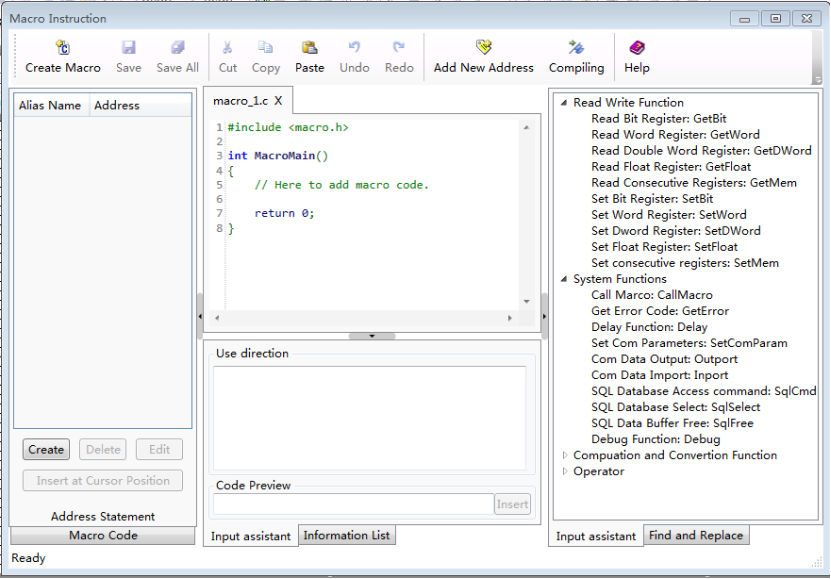 Macro Instruction
Create Macro Save Save All Cut Copy Paste Undo Redo Add New Address Compiling Help
Alias Name Address
Create Delete Edit
Insert at Cursor Position
Address Statement
Macro Code
macro_1.c X
1 #include <macro.h>
2
3 int MacroMain()
4 {
5     // Here to add macro code.
6
7     return 0;
8 }
Use direction
Code Preview
Insert
Input assistant Information List
Read Write Function
Read Bit Register: GetBit
Read Word Register: GetWord
Read Double Word Register: GetDWord
Read Float Register: GetFloat
Read Consecutive Registers: GetMem
Set Bit Register: SetBit
Set Word Register: SetWord
Set Dword Register: SetDWord
Set Float Register: SetFloat
Set consecutive registers: SetMem
System Functions
Call Marco: CallMacro
Get Error Code: GetError
Delay Function: Delay
Set Com Parameters: SetComParam
Com Data Output: Outport
Com Data Import: Inport
SQL Database Access command: SqlCmd
SQL Database Select: SqlSelect
SQL Data Buffer Free: SqlFree
Debug Function: Debug
Compuation and Convertion Function
Operator
Input assistant Find and Replace
Ready